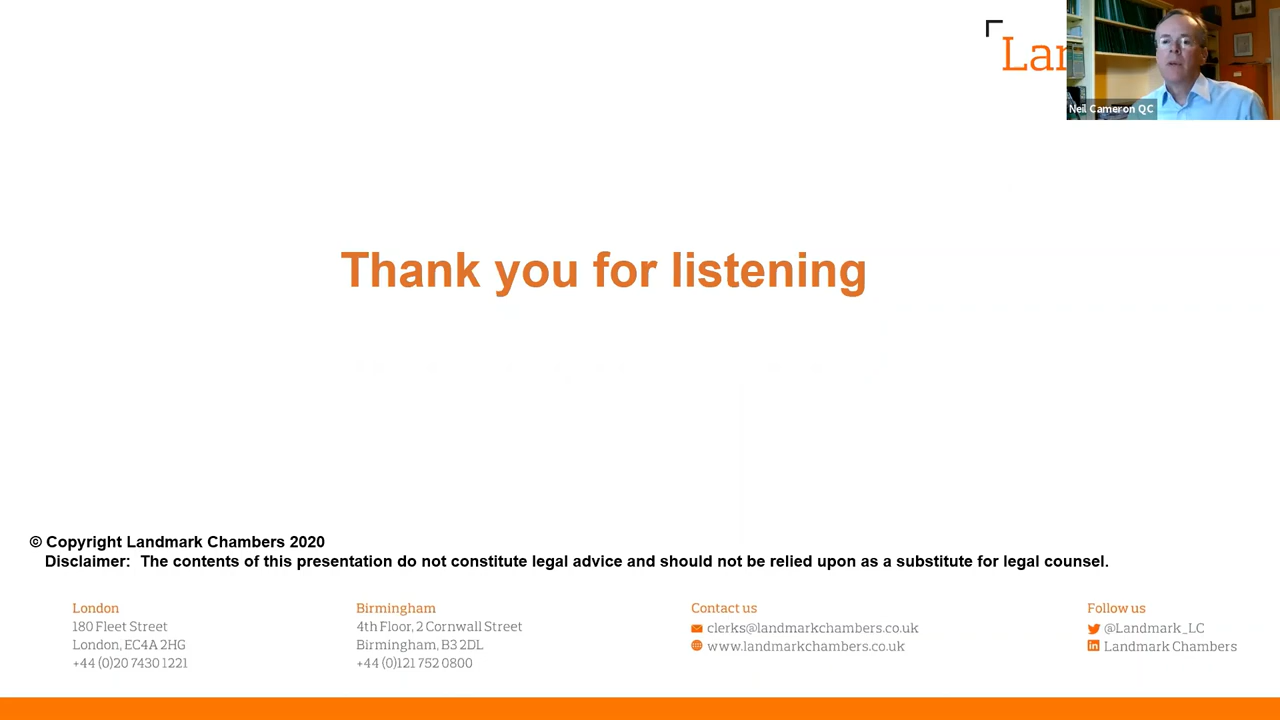 Lan
Neil Cameron QC
Thank you for listening
© Copyright Landmark Chambers 2020
Disclaimer: The contents of this presentation do not constitute legal advice and should not be relied upon as a substitute for legal counsel.
London
180 Fleet Street
London, EC4A 2HG
+44 (0)20 7430 1221
Birmingham
4th Floor, 2 Cornwall Street
Birmingham, B3 2DL
+44 (0)121 752 0800
Contact us
clerks@landmarkchambers.co.uk
www.landmarkchambers.co.uk
Follow us
@Landmark_LC
Landmark Chambers